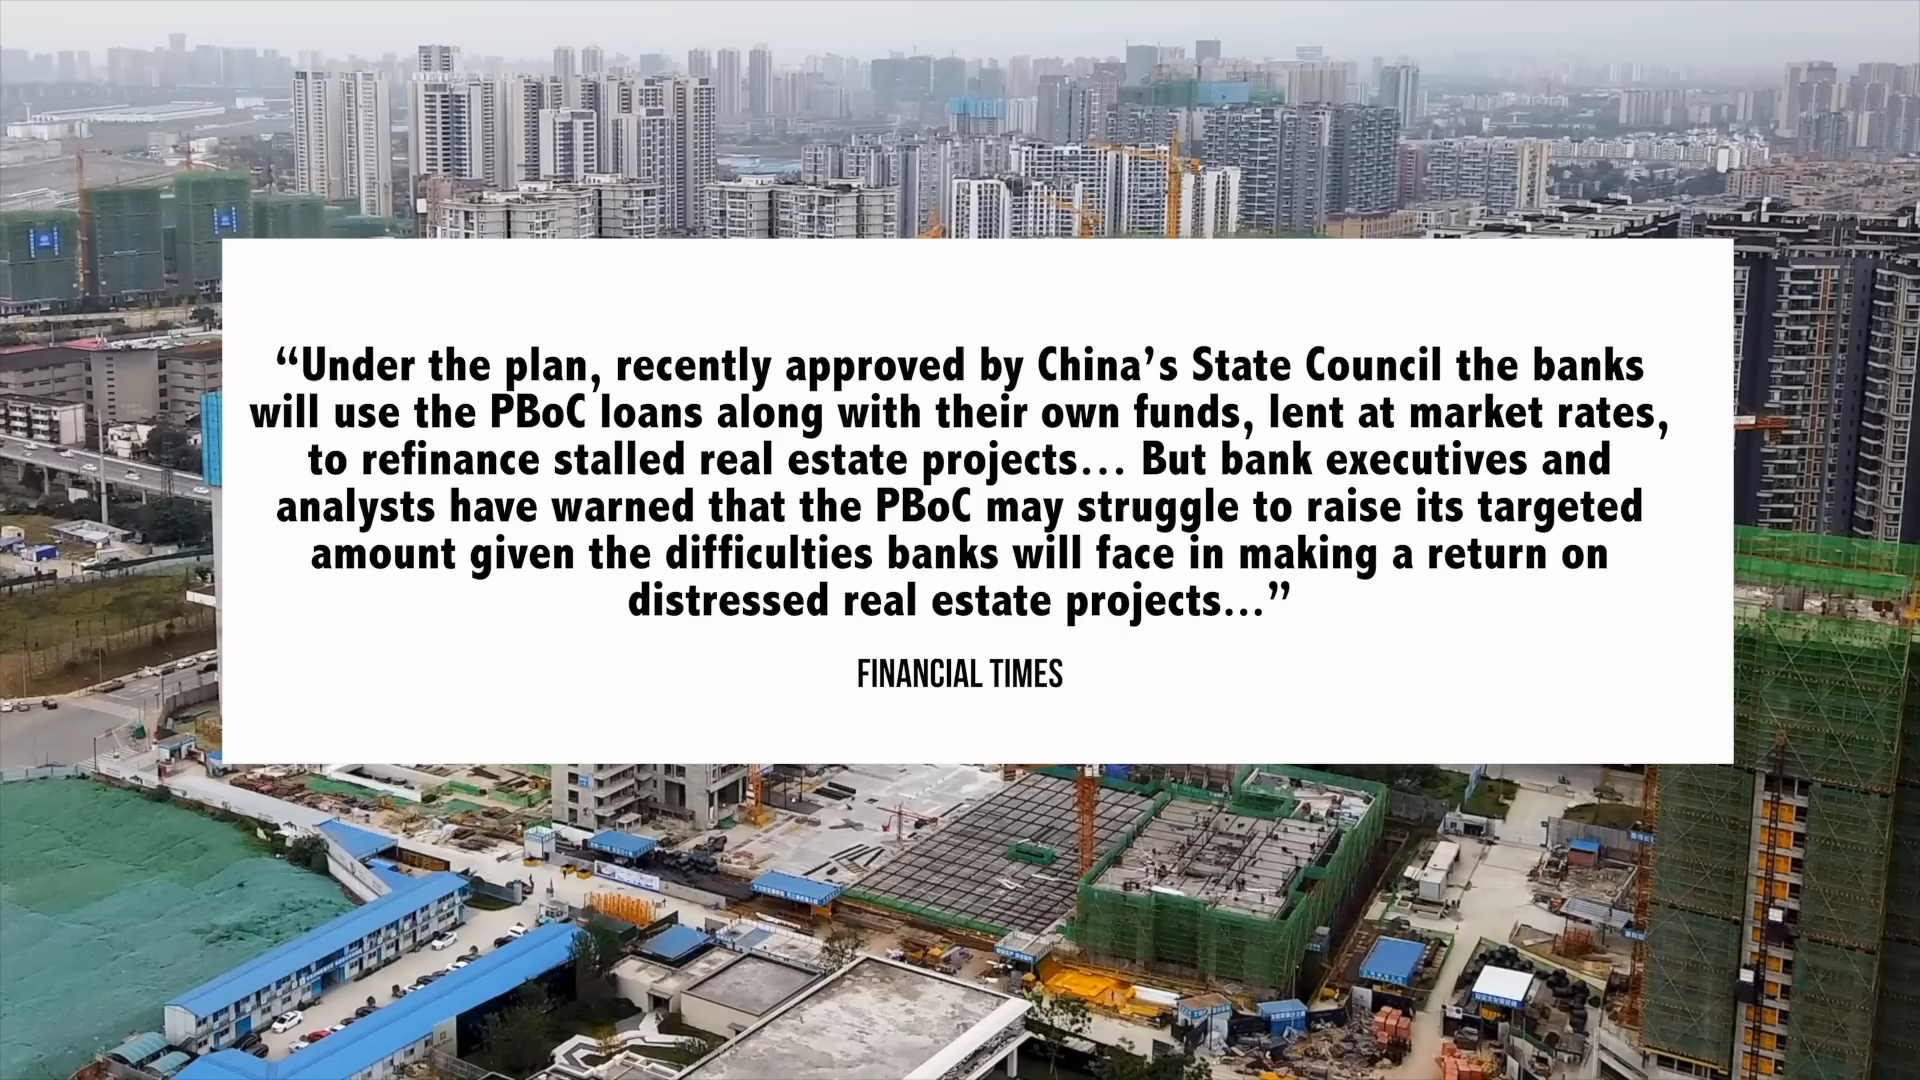 “Under the plan, recently approved by China’s State Council the banks
will use the PBoC loans along with their own funds, lent at market rates,
to refinance stalled real estate projects… But bank executives and
analysts have warned that the PBoC may struggle to raise its targeted
amount given the difficulties banks will face in making a return on
distressed real estate projects…”
FINANCIAL TIMES